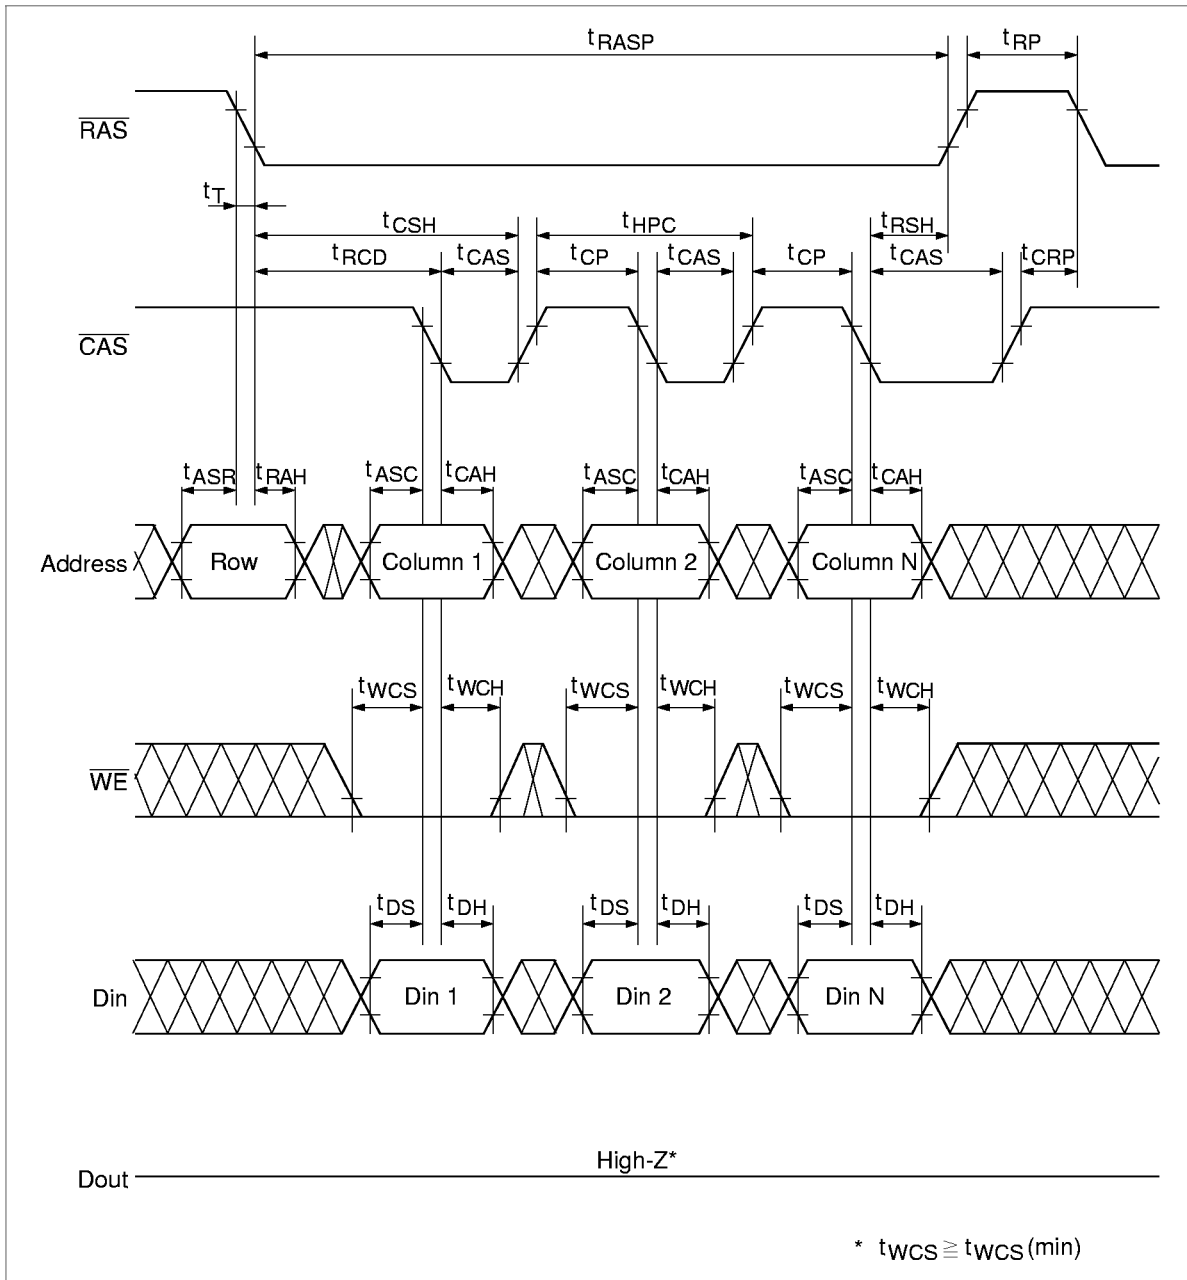 tRASP tRP
RAS
tT
tCSH tHPC tRSH
tRCD tCAS tCP tCAS tCP tCAS tCRP
CAS
tASR tRAH tASC tCAH tASC tCAH tASC tCAH
Address Row Column 1 Column 2 Column N
tWCS tWCH tWCS tWCH tWCS tWCH
WE
tDS tDH tDS tDH tDS tDH
Din Din 1 Din 2 Din N
High-Z*
Dout
* tWCS ≧ tWCS (min)